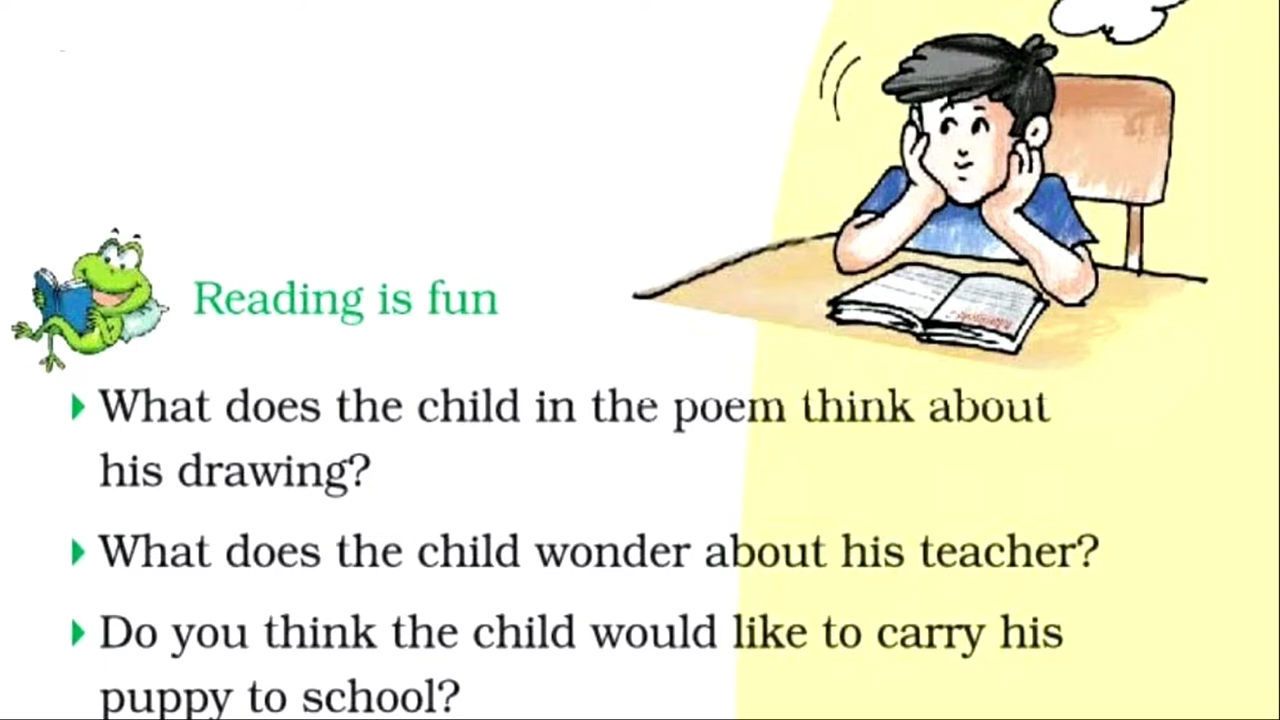 Reading is fun
What does the child in the poem think about
his drawing?
What does the child wonder about his teacher?
Do you think the child would like to carry his
puppy to school?